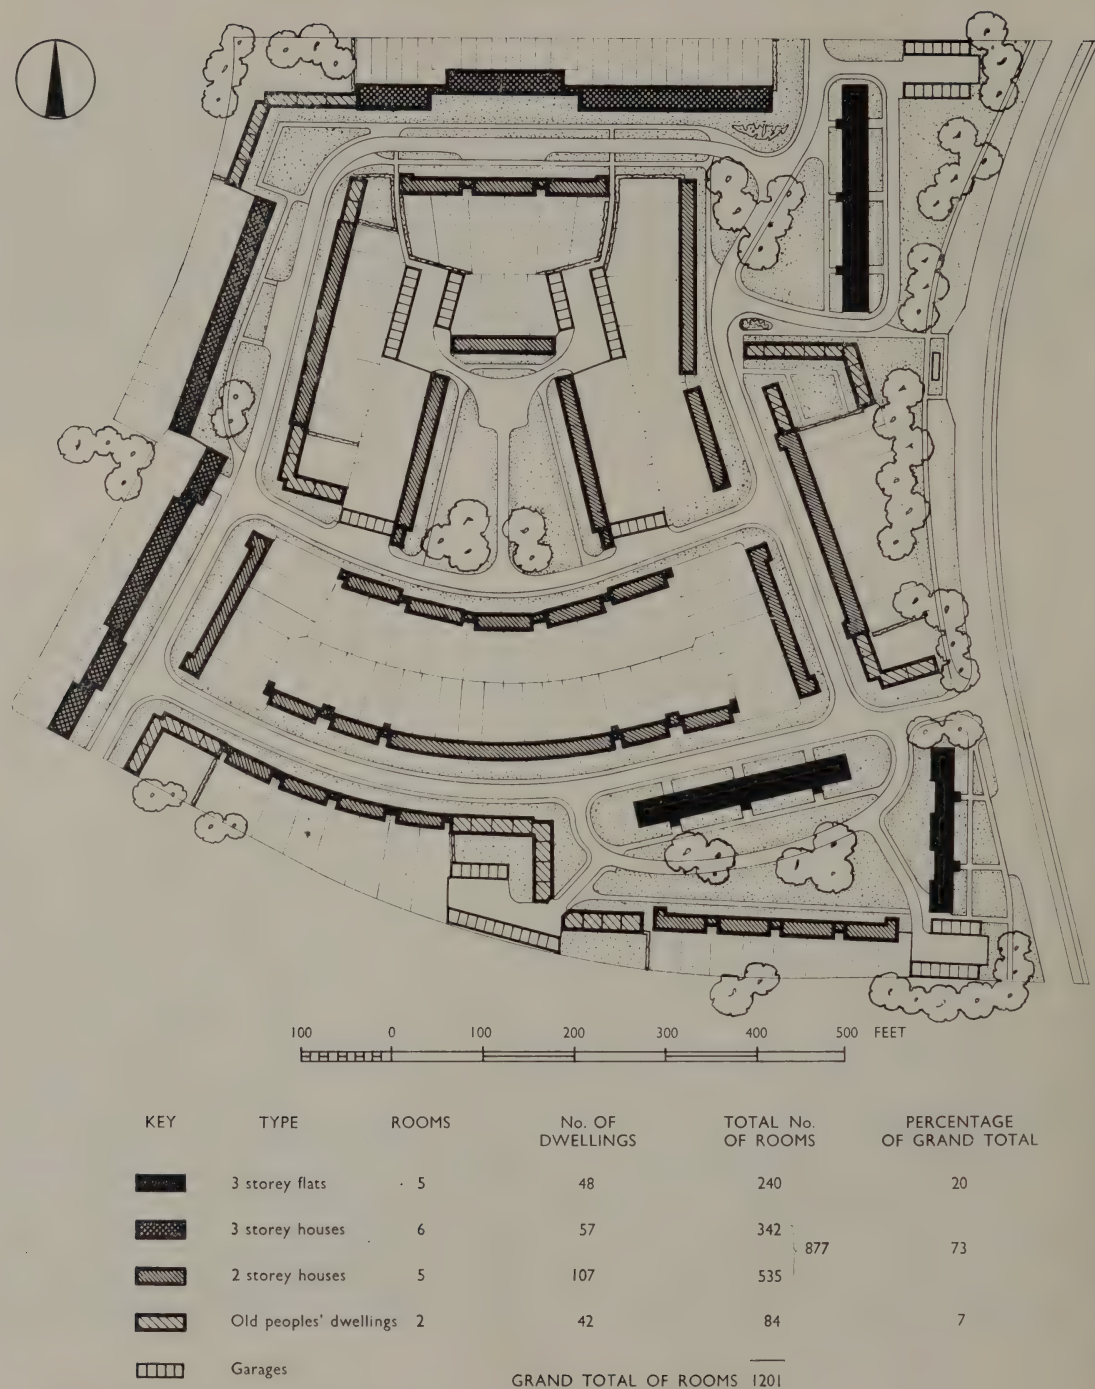 100 0 100 200 300 400 500 FEET
KEY TYPE ROOMS No. OF DWELLINGS TOTAL No. OF ROOMS PERCENTAGE OF GRAND TOTAL
3 storey flats 5 48 240 20
3 storey houses 6 57 342
877 73
2 storey houses 5 107 535
Old peoples' dwellings 2 42 84 7
Garages
GRAND TOTAL OF ROOMS 1201